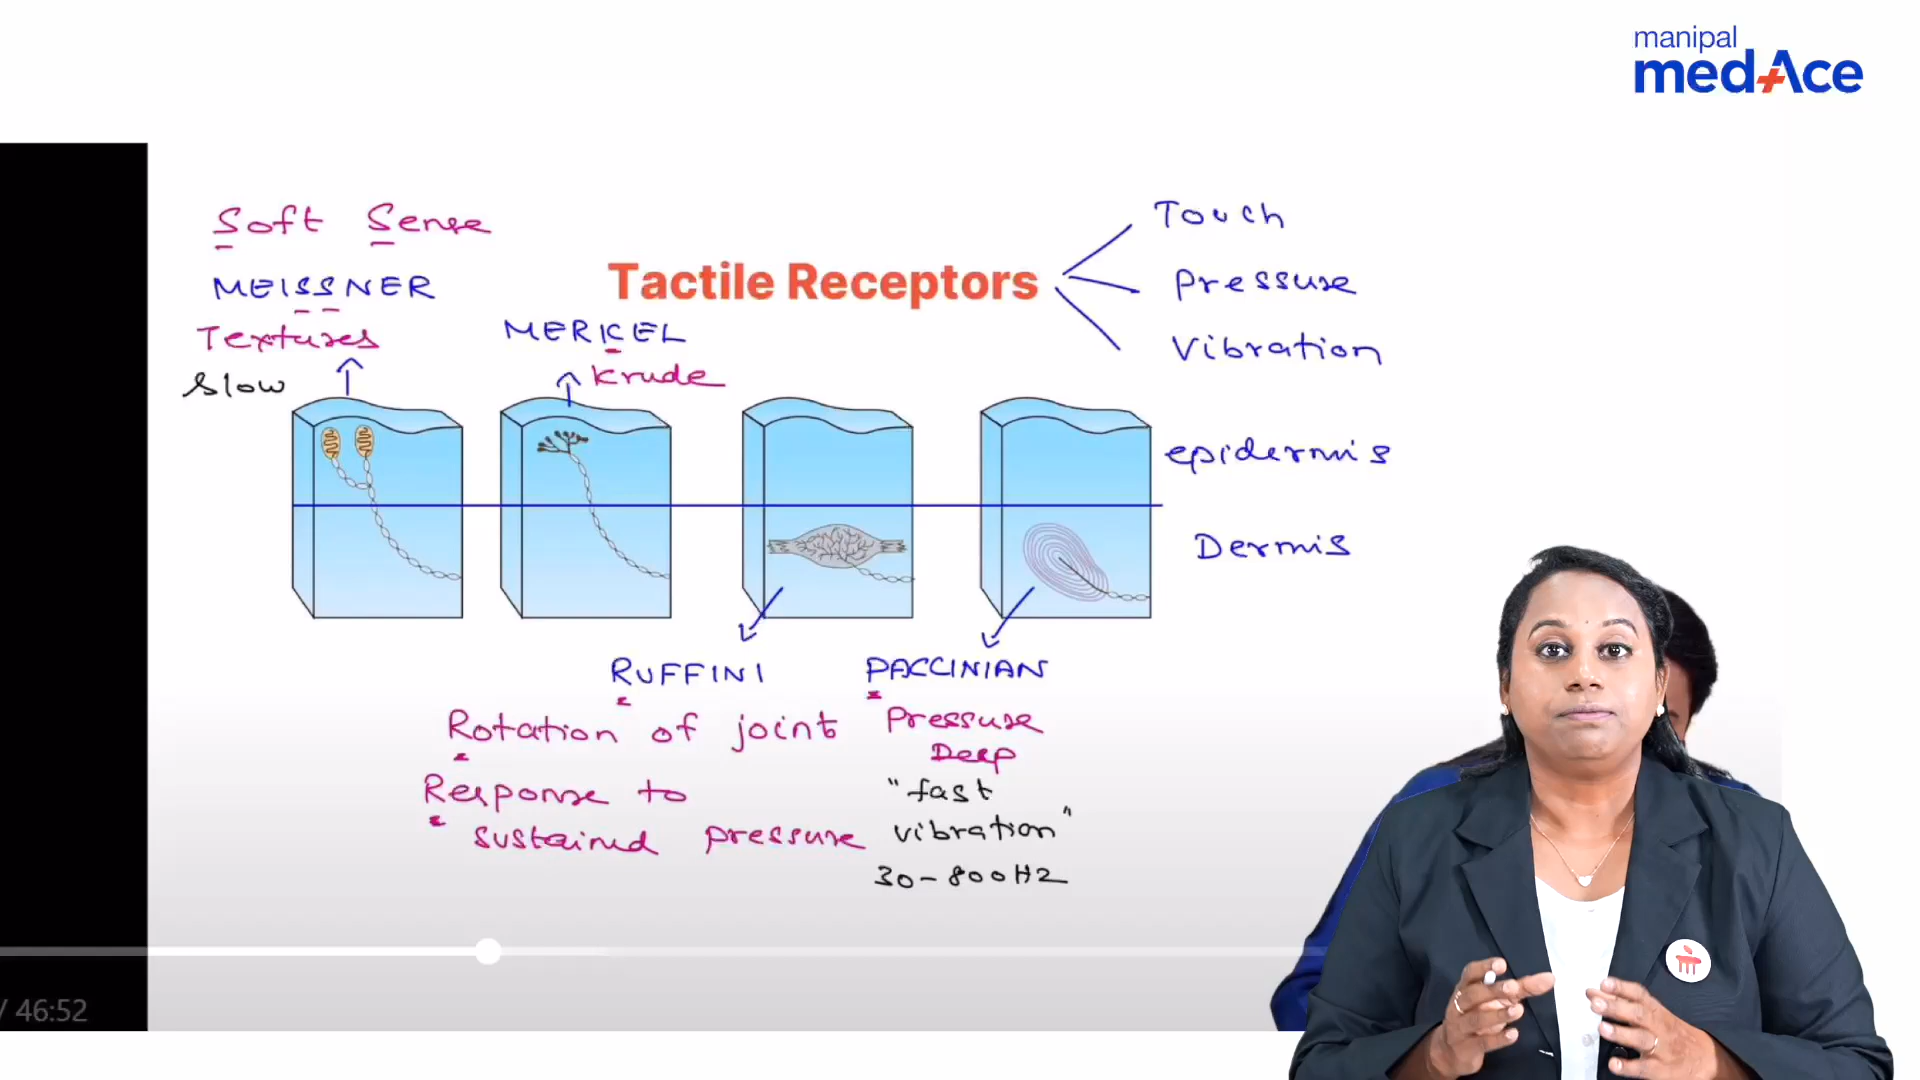 manipal
medAce
Soft Sense
MEISSNER
Textures
Slow
MERKEL
Krude
Tactile Receptors
Touch
Pressure
Vibration
epidermis
Dermis
RUFFINI
Rotation of joint
Response to
sustained pressure
PACCINIAN
Pressure
Deep
"fast
vibration"
30-800HZ
/ 46:52